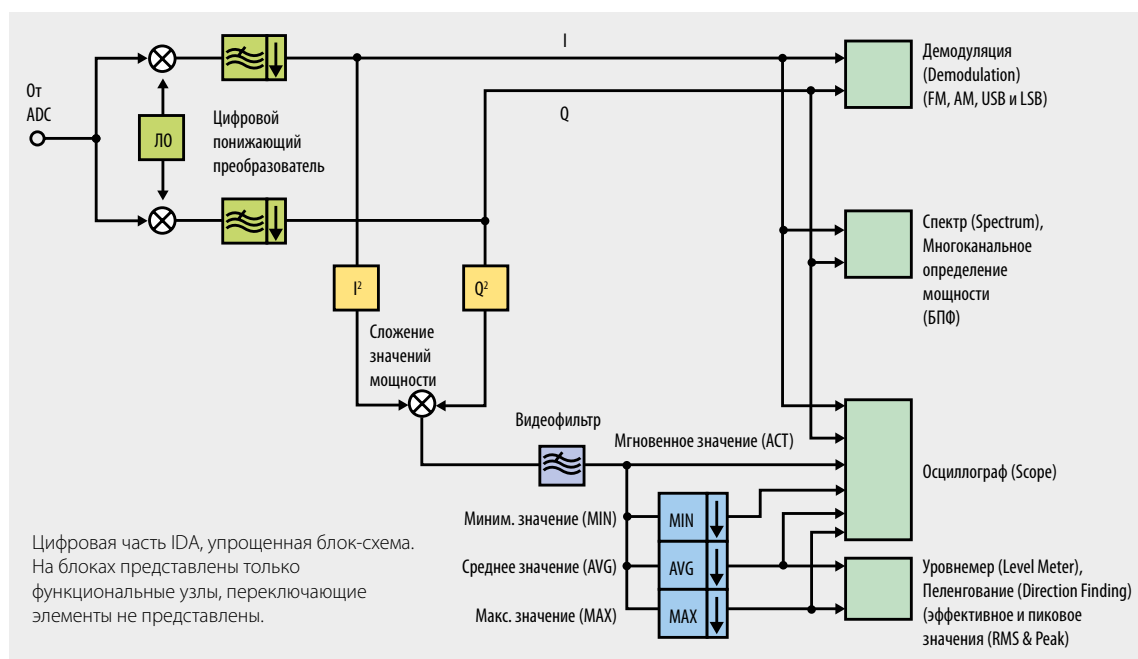 От
ADC
ЛО
Цифровой
понижающий
преобразователь
I
Q
Демодуляция
(Demodulation)
(FM, AM, USB и LSB)
Спектр (Spectrum),
Многоканальное
определение
мощности
(БПФ)
I²
Q²
Сложение
значений
мощности
Видеофильтр
Мгновенное значение (ACT)
Осциллограф (Scope)
Миним. значение (MIN)
MIN
Среднее значение (AVG)
AVG
Макс. значение (MAX)
MAX
Уровнемер (Level Meter),
Пеленгование (Direction Finding)
(эффективное и пиковое
значения (RMS & Peak)
Цифровая часть IDA, упрощенная блок-схема.
На блоках представлены только
функциональные узлы, переключающие
элементы не представлены.